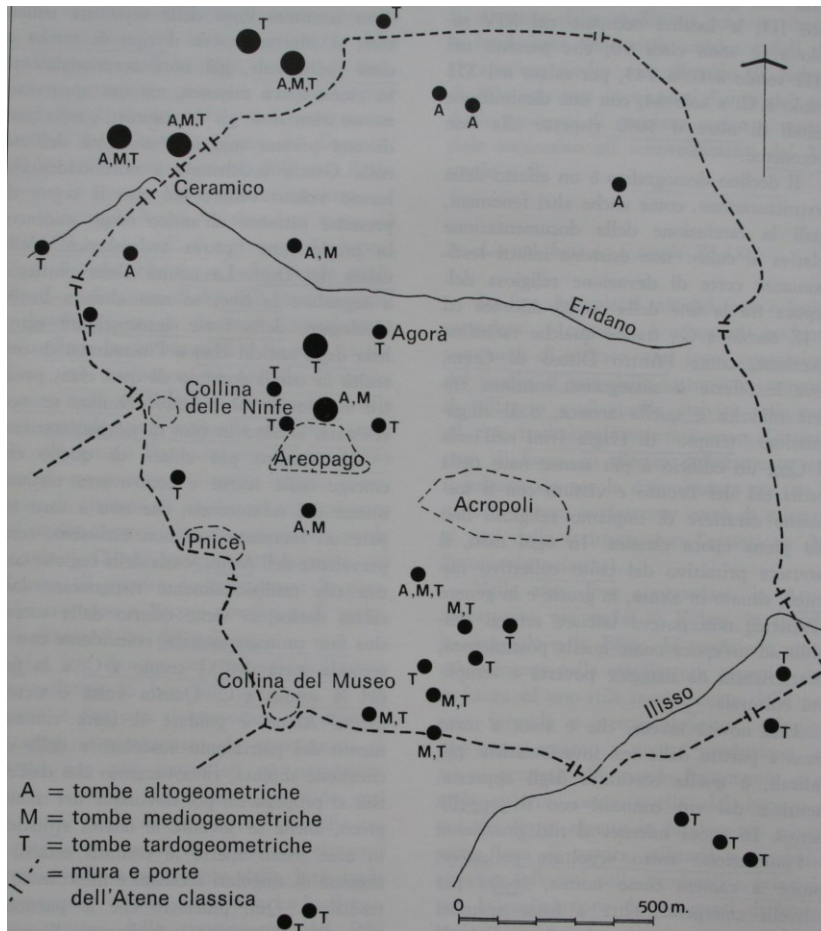 T
T
A,M,T
A
A
A,M,T
A,M,T
A,M,T
Ceramico
A
A,M
T
A
Eridano
T
Agorà
T
T
T
Collina
delle Ninfe
A,M
T
T
Areopago
T
Acropoli
A,M
Pnice
A,M,T
M,T
T
T
T
T
Collina del Museo
M,T
Ilisso
M,T
T
M,T
A = tombe altogeometriche
M = tombe mediogeometriche
T = tombe tardogeometriche
= mura e porte
dell'Atene classica
T
T
T
T
T
0 500m.